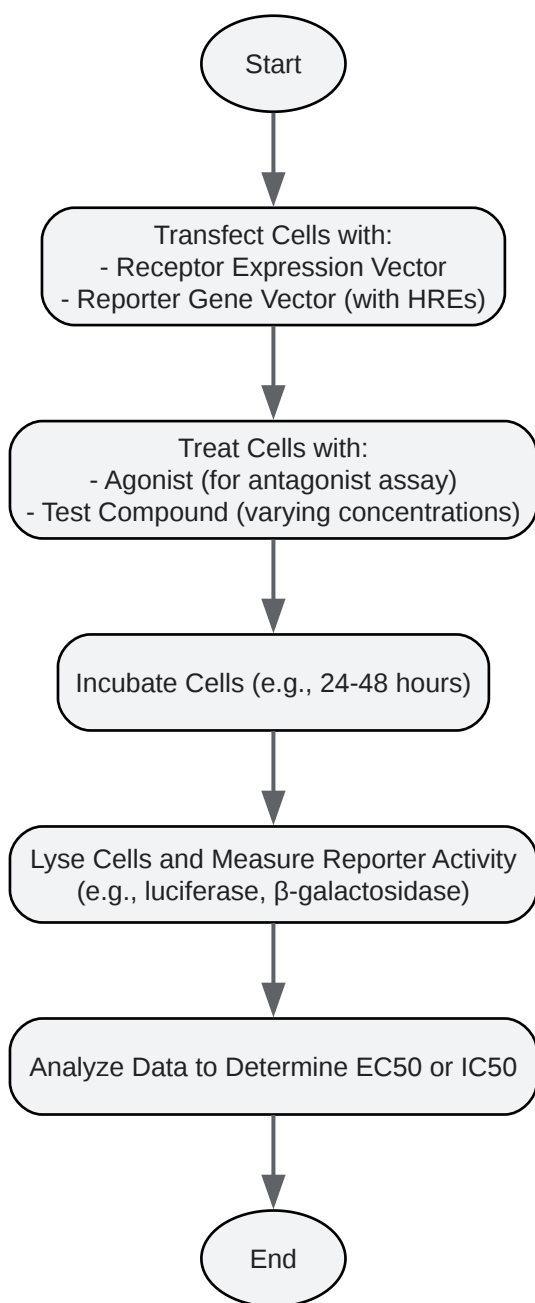 Start
Transfect Cells with:
- Receptor Expression Vector
- Reporter Gene Vector (with HREs)
Treat Cells with:
- Agonist (for antagonist assay)
- Test Compound (varying concentrations)
Incubate Cells (e.g., 24-48 hours)
Lyse Cells and Measure Reporter Activity
(e.g., luciferase, β-galactosidase)
Analyze Data to Determine EC50 or IC50
End